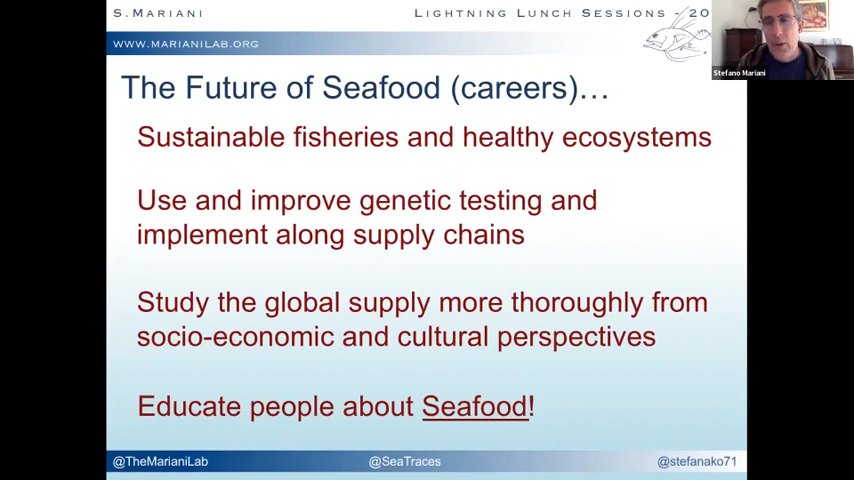 S.Mariani Lightning Lunch Sessions - 20
www.marianilab.org
Stefano Mariani
The Future of Seafood (careers)…
Sustainable fisheries and healthy ecosystems
Use and improve genetic testing and
implement along supply chains
Study the global supply more thoroughly from
socio-economic and cultural perspectives
Educate people about Seafood!
@TheMarianiLab @SeaTraces @stefanako71